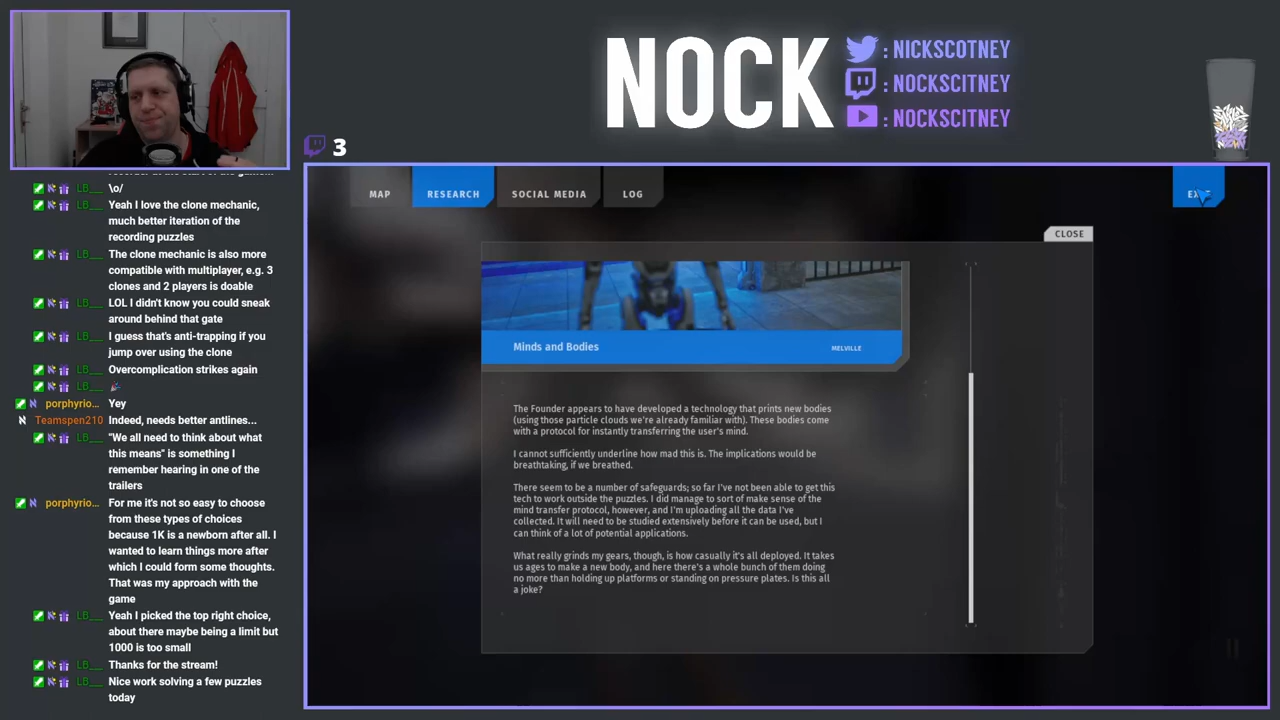 NOCK
: NICKSCOTNEY
: NOCKSCITNEY
: NOCKSCITNEY
3
\o/
LB__
Yeah I love the clone mechanic,
much better iteration of the
recording puzzles
LB__
The clone mechanic is also more
compatible with multiplayer, e.g. 3
clones and 2 players is doable
LB__
LOL I didn't know you could sneak
around behind that gate
LB__
I guess that's anti-trapping if you
jump over using the clone
LB__
Overcomplication strikes again
LB__
porphyrio... Yey
Teamspen210 Indeed, needs better antlines...
LB__
"We all need to think about what
this means" is something I
remember hearing in one of the
trailers
porphyrio... For me it's not so easy to choose
from these types of choices
because 1K is a newborn after all. I
wanted to learn things more after
which I could form some thoughts.
That was my approach with the
game
LB__
Yeah I picked the top right choice,
about there maybe being a limit but
1000 is too small
LB__
Thanks for the stream!
LB__
Nice work solving a few puzzles
today
MAP
RESEARCH
SOCIAL MEDIA
LOG
CLOSE
Minds and Bodies
MELVILLE
The Founder appears to have developed a technology that prints new bodies
(using those particle clouds we're already familiar with). These bodies come
with a protocol for instantly transferring the user's mind.
I cannot sufficiently underline how mad this is. The implications would be
breathtaking, if we breathed.
There seem to be a number of safeguards; so far I've not been able to get this
tech to work outside the puzzles. I did manage to sort of make sense of the
mind transfer protocol, however, and I'm uploading all the data I've
collected. It will need to be studied extensively before it can be used, but I
can think of a lot of potential applications.
What really grinds my gears, though, is how casually it's all deployed. It takes
us ages to make a new body, and here there's a whole bunch of them doing
no more than holding up platforms or standing on pressure plates. Is this all
a joke?